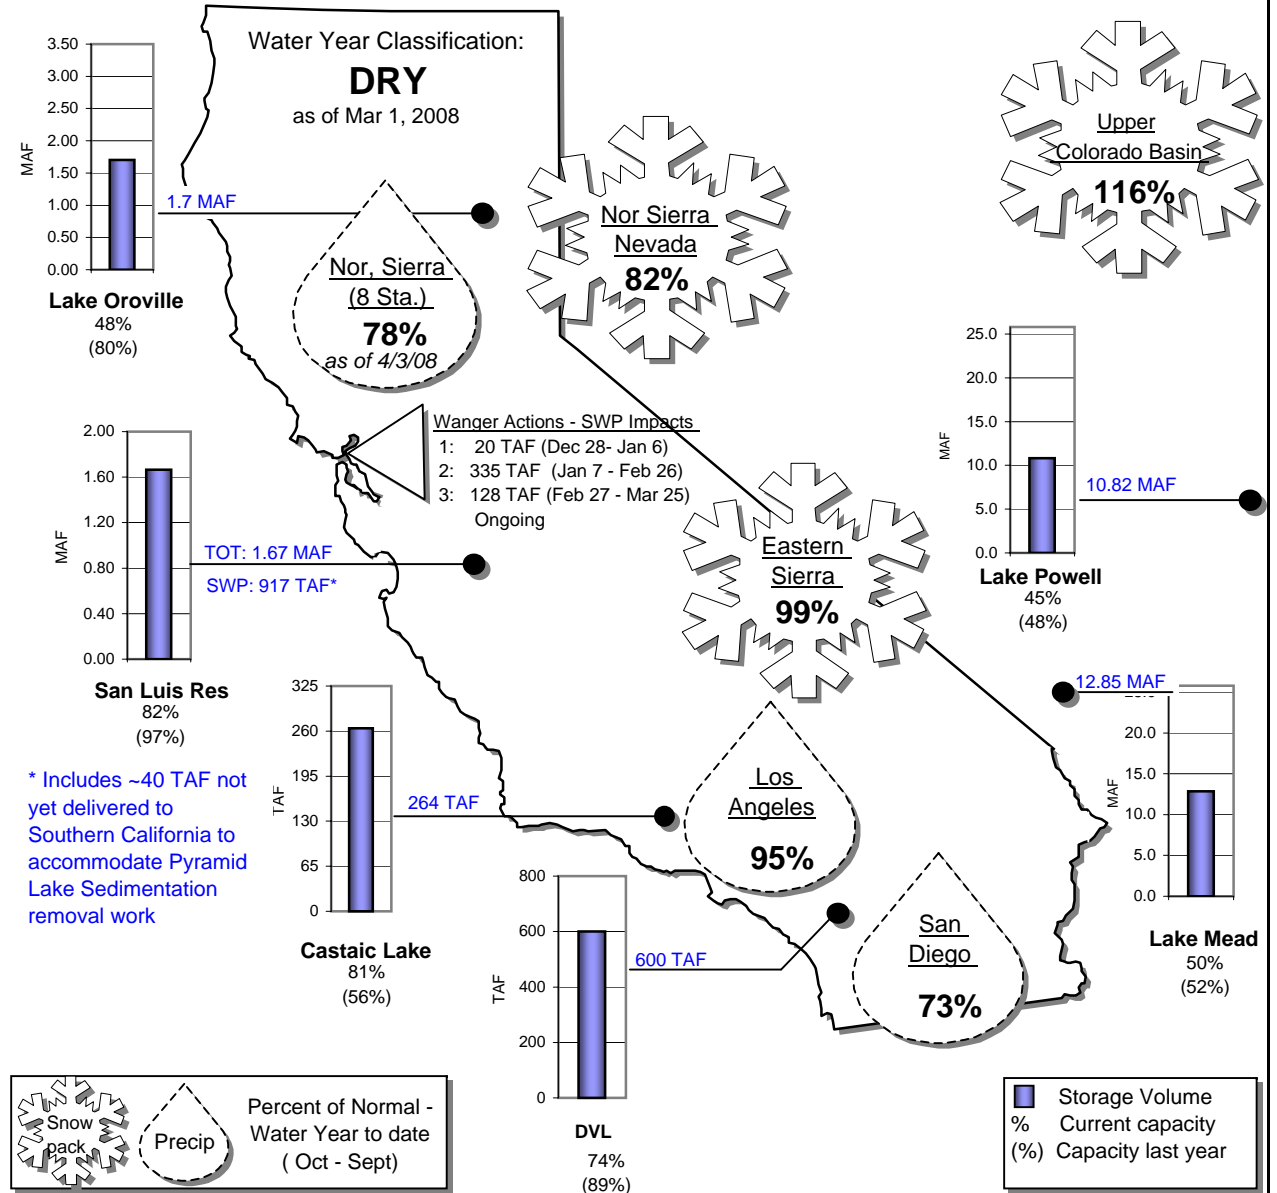 Water Year Classification:
DRY
as of Mar 1, 2008
3.50
3.00
2.50
2.00
1.50
1.00
0.50
0.00
MAF
1.7 MAF
Lake Oroville
48%
(80%)
Nor, Sierra
(8 Sta.)
78%
as of 4/3/08
Nor Sierra
Nevada
82%
Upper
Colorado Basin
116%
Wanger Actions - SWP Impacts
1: 20 TAF (Dec 28- Jan 6)
2: 335 TAF (Jan 7 - Feb 26)
3: 128 TAF (Feb 27 - Mar 25)
Ongoing
25.0
20.0
15.0
10.0
5.0
0.0
MAF
10.82 MAF
Lake Powell
45%
(48%)
2.00
1.60
1.20
0.80
0.40
0.00
MAF
TOT: 1.67 MAF
SWP: 917 TAF*
San Luis Res
82%
(97%)
Eastern
Sierra
99%
12.85 MAF
20.0
15.0
10.0
5.0
0.0
MAF
Lake Mead
50%
(52%)
* Includes ~40 TAF not
yet delivered to
Southern California to
accommodate Pyramid
Lake Sedimentation
removal work
325
260
195
130
65
0
TAF
264 TAF
Castaic Lake
81%
(56%)
Los
Angeles
95%
800
600
400
200
0
TAF
600 TAF
DVL
74%
(89%)
San
Diego
73%
Snow
pack
Precip
Percent of Normal -
Water Year to date
( Oct - Sept)
Storage Volume
% Current capacity
(%) Capacity last year